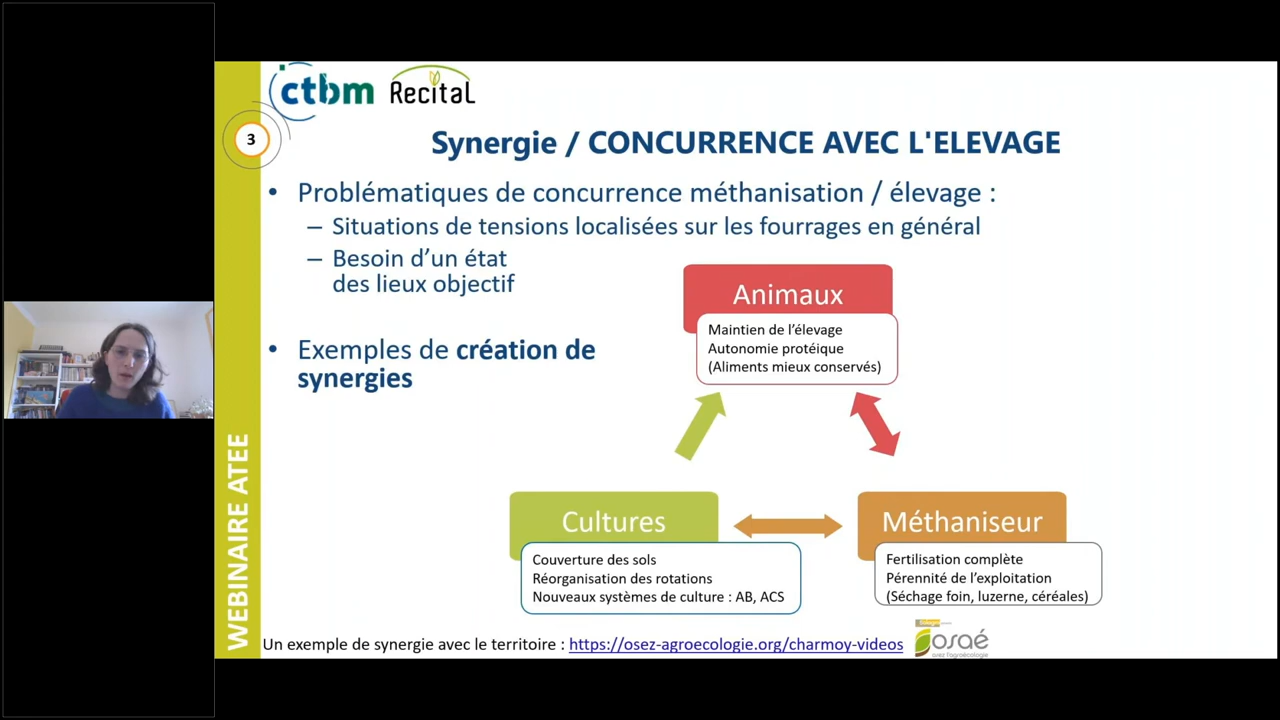 ctbm Recital
3
Synergie / CONCURRENCE AVEC L'ELEVAGE
• Problématiques de concurrence méthanisation / élevage :
– Situations de tensions localisées sur les fourrages en général
– Besoin d’un état
des lieux objectif
• Exemples de création de
synergies
Animaux
Maintien de l’élevage
Autonomie protéique
(Aliments mieux conservés)
Cultures
Couverture des sols
Réorganisation des rotations
Nouveaux systèmes de culture : AB, ACS
Méthaniseur
Fertilisation complète
Pérennité de l’exploitation
(Séchage foin, luzerne, céréales)
WEBINAIRE ATEE
Un exemple de synergie avec le territoire : https://osez-agroecologie.org/charmoy-videos
osaé
osez l'agroécologie